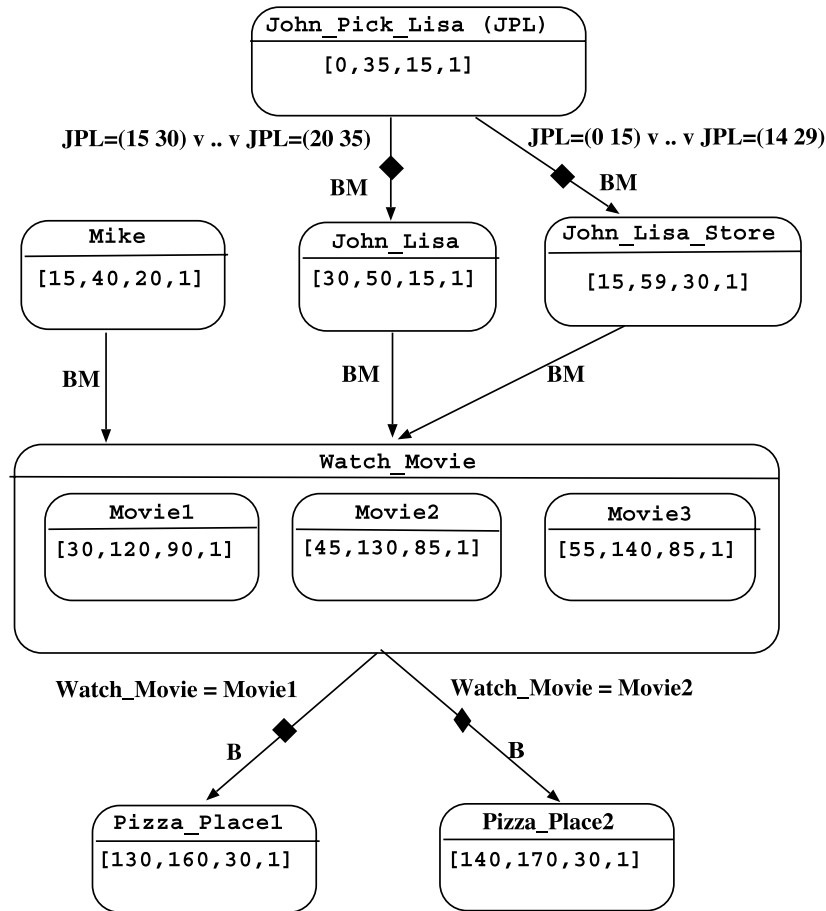 John_Pick_Lisa (JPL)
[0,35,15,1]
JPL=(15 30) v .. v JPL=(20 35)
JPL=(0 15) v .. v JPL=(14 29)
BM
BM
Mike
[15,40,20,1]
John_Lisa
[30,50,15,1]
John_Lisa_Store
[15,59,30,1]
BM
BM
BM
Watch_Movie
Movie1
[30,120,90,1]
Movie2
[45,130,85,1]
Movie3
[55,140,85,1]
Watch_Movie = Movie1
Watch_Movie = Movie2
B
B
Pizza_Place1
[130,160,30,1]
Pizza_Place2
[140,170,30,1]